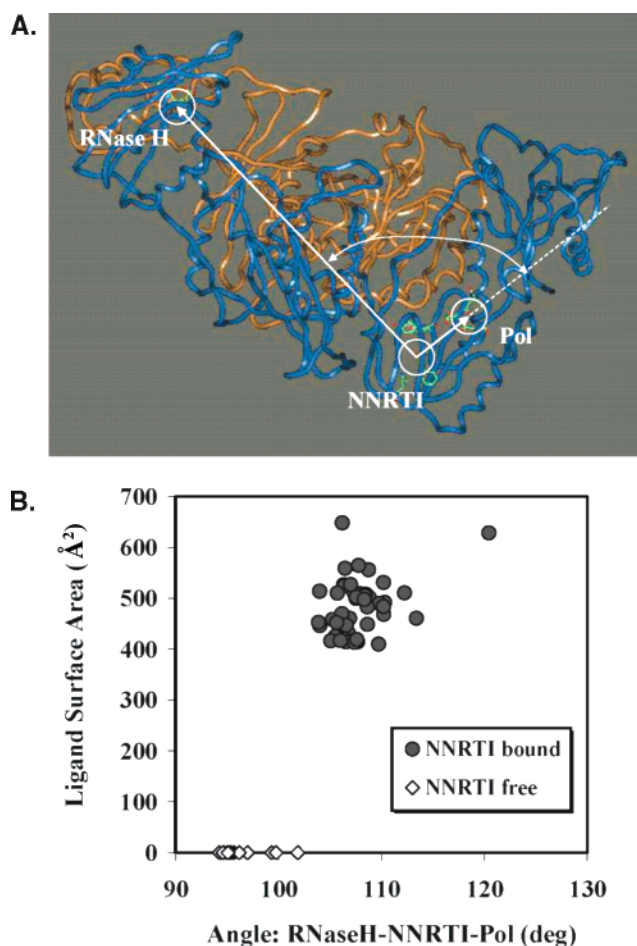 A.
RNase H
Pol
NNRTI
B.
700
600
500
400
300
200
100
0
Ligand Surface Area (Å²)
NNRTI bound
NNRTI free
90 100 110 120 130
Angle: RNaseH-NNRTI-Pol (deg)